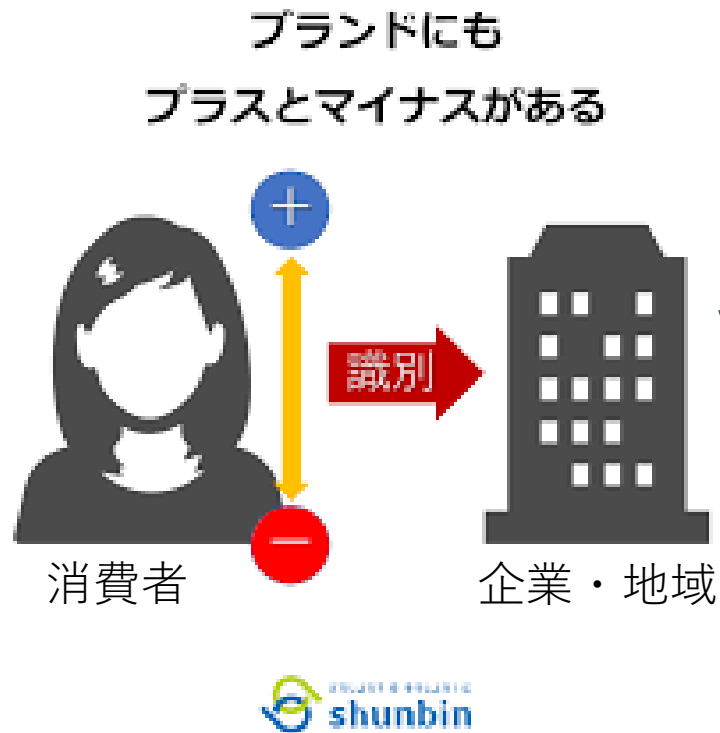 ブランドにも
プラスとマイナスがある
+
識別
−
消費者
企業・地域
shunbin